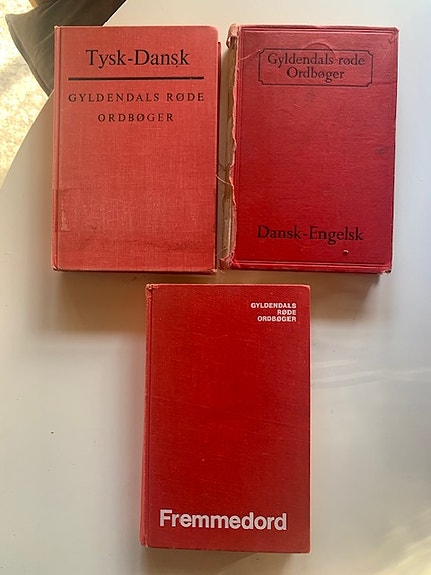 Tysk-Dansk
GYLDENDALS RØDE
ORDBØGER
Gyldendals røde
Ordbøger
Dansk-Engelsk
GYLDENDALS
RØDE
ORDBØGER
Fremmedord